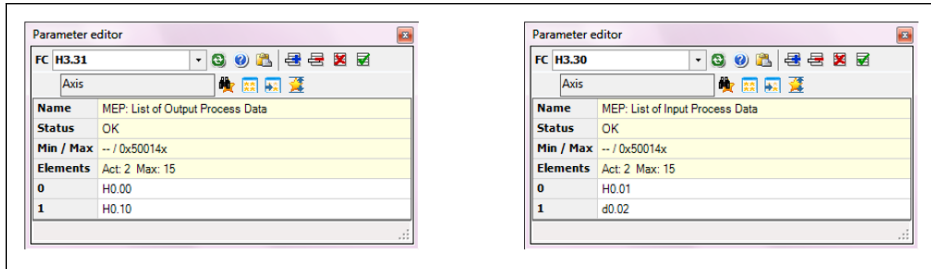 Parameter editor
FC H3.31
Axis
Name MEP: List of Output Process Data
Status OK
Min / Max -- / 0x50014x
Elements Act: 2 Max: 15
0 H0.00
1 H0.10
Parameter editor
FC H3.30
Axis
Name MEP: List of Input Process Data
Status OK
Min / Max -- / 0x50014x
Elements Act: 2 Max: 15
0 H0.01
1 d0.02